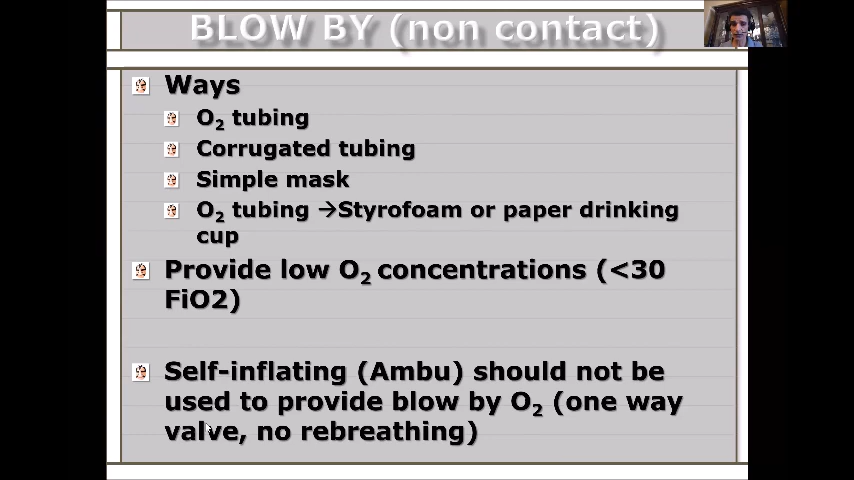 BLOW BY (non contact)
Ways
O2 tubing
Corrugated tubing
Simple mask
O2 tubing →Styrofoam or paper drinking
cup
Provide low O2 concentrations (<30
FiO2)
Self-inflating (Ambu) should not be
used to provide blow by O2 (one way
valve, no rebreathing)